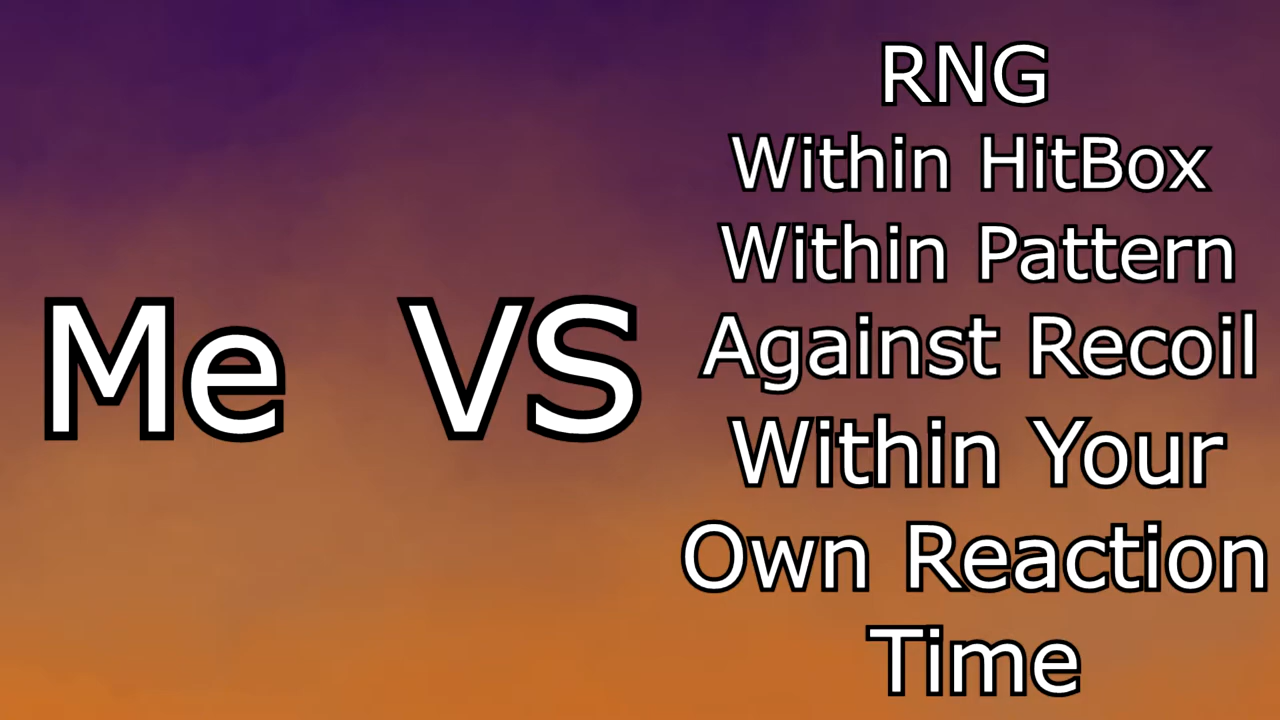 Me VS
RNG
Within HitBox
Within Pattern
Against Recoil
Within Your
Own Reaction
Time